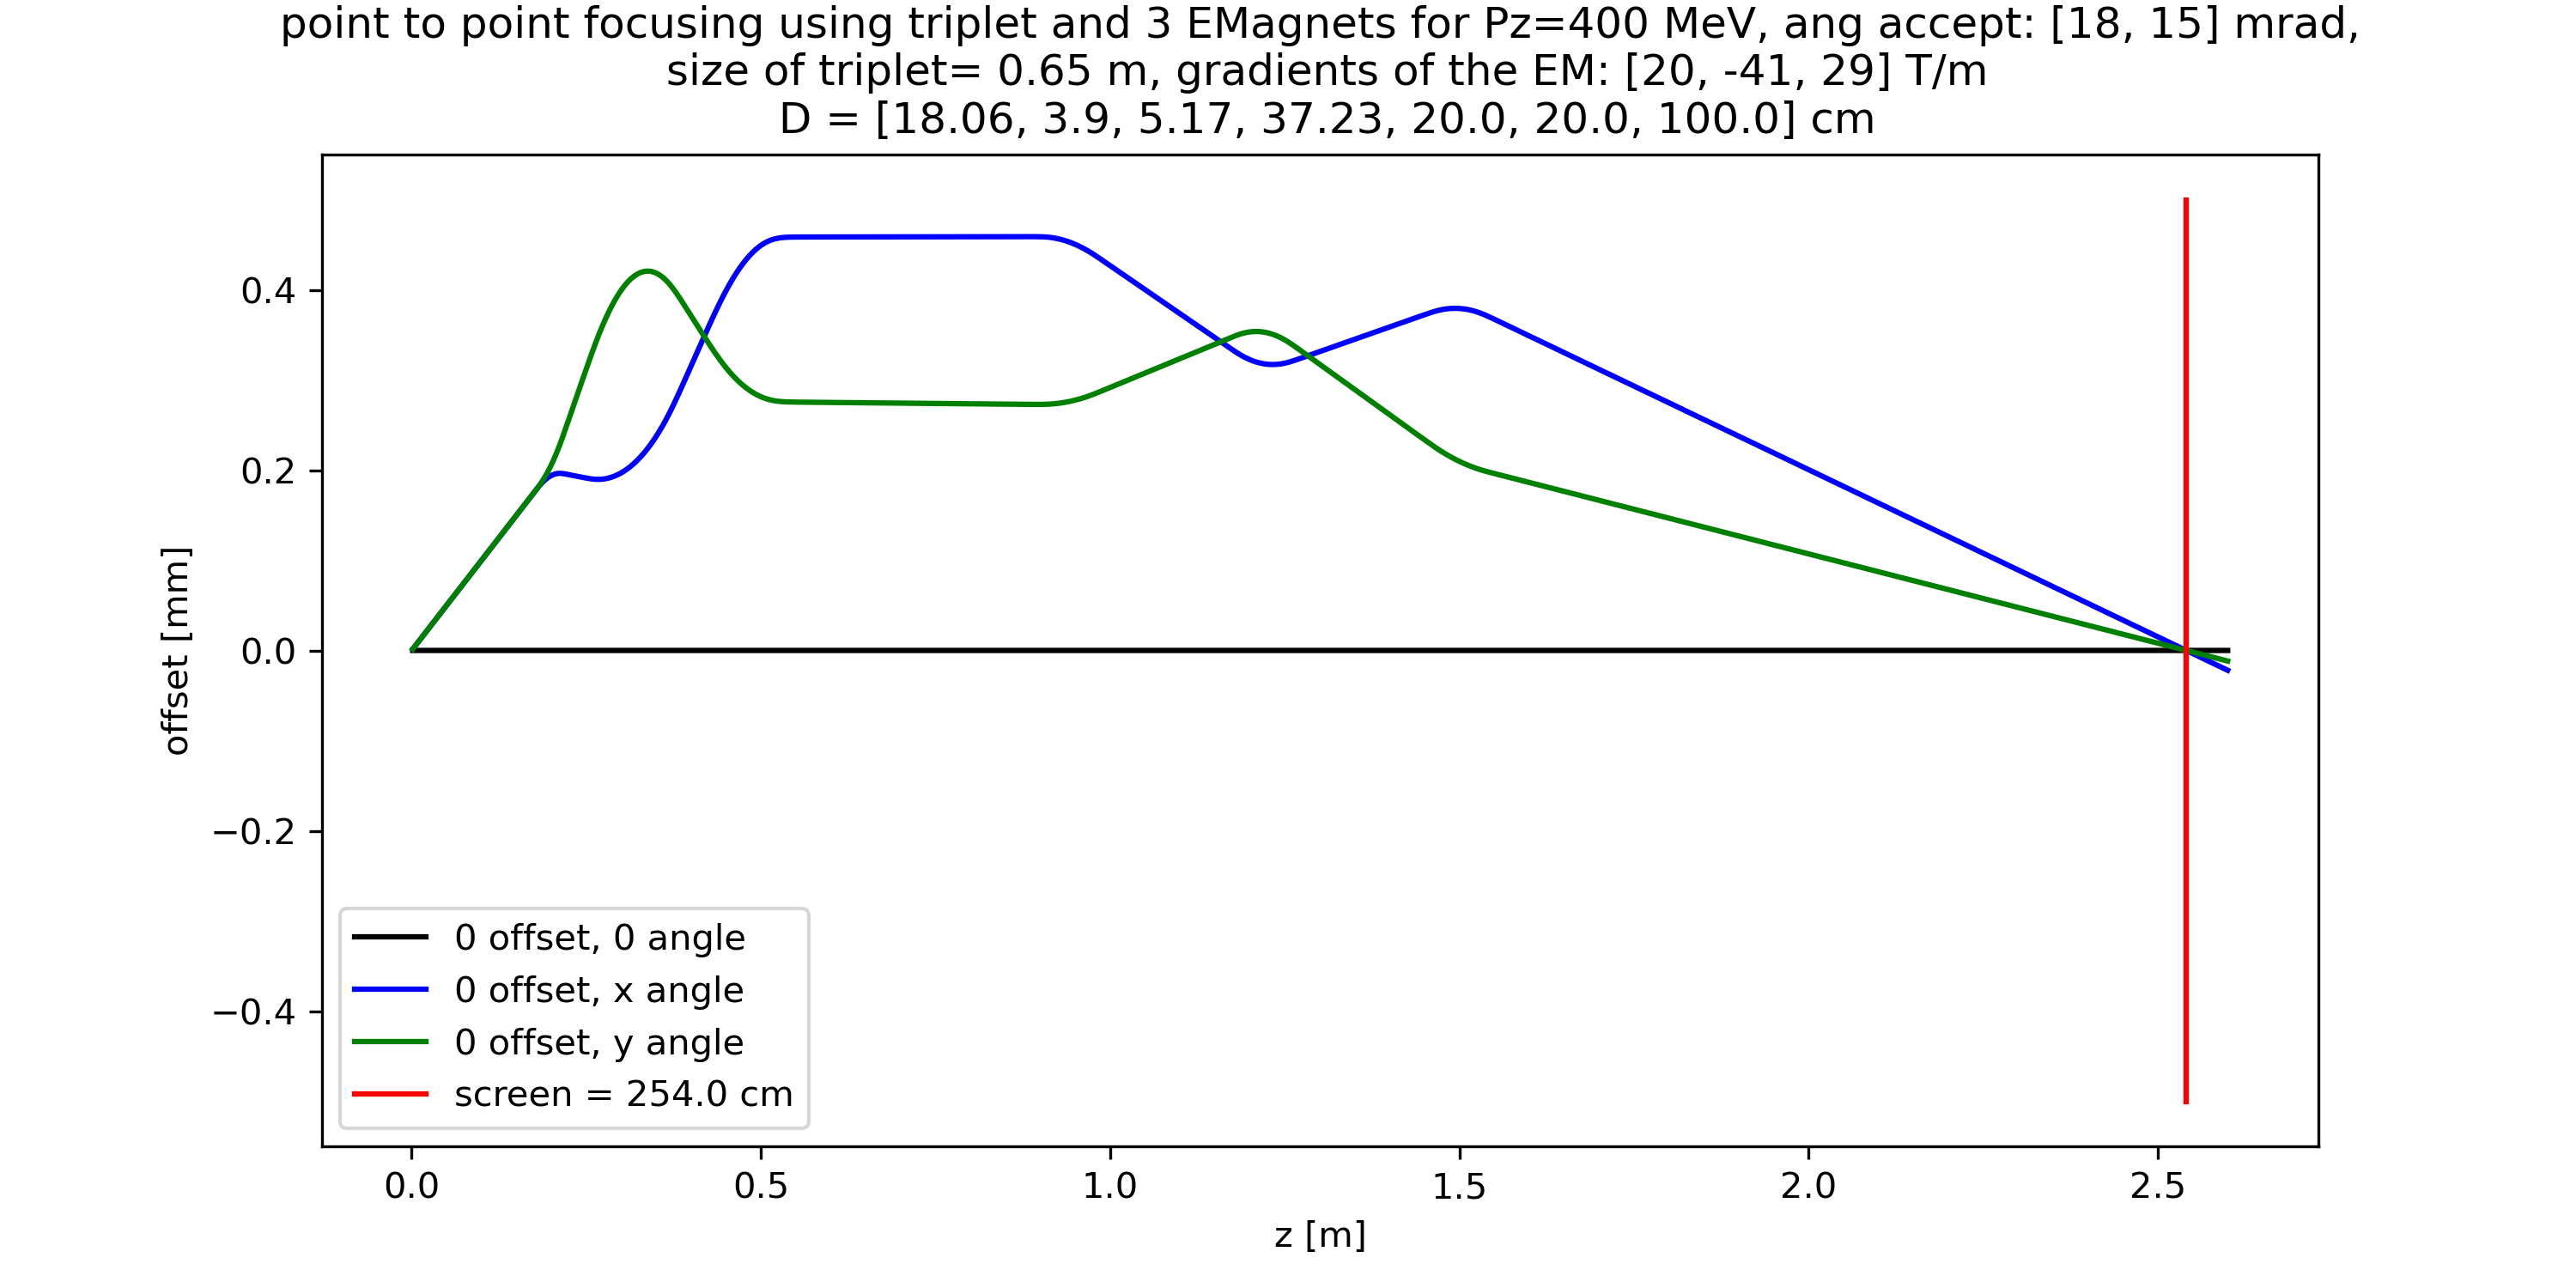 point to point focusing using triplet and 3 EMagnets for Pz=400 MeV, ang accept: [18, 15] mrad,
size of triplet= 0.65 m, gradients of the EM: [20, -41, 29] T/m
D = [18.06, 3.9, 5.17, 37.23, 20.0, 20.0, 100.0] cm
offset [mm]
0.4
0.2
0.0
−0.2
−0.4
0 offset, 0 angle
0 offset, x angle
0 offset, y angle
screen = 254.0 cm
0.0 0.5 1.0 1.5 2.0 2.5
z [m]